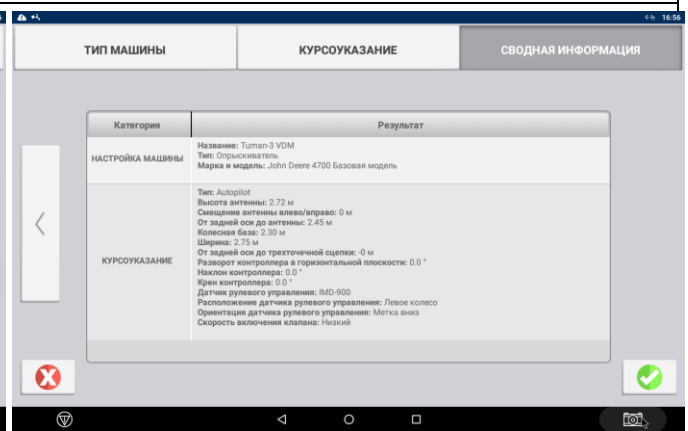 16:56
ТИП МАШИНЫ
КУРСОУКАЗАНИЕ
СВОДНАЯ ИНФОРМАЦИЯ
Категория
Результат
НАСТРОЙКА МАШИНЫ
Название: Tuman-3 VDM
Тип: Опрыскиватель
Марка и модель: John Deere 4700 Базовая модель
КУРСОУКАЗАНИЕ
Тип: Autopilot
Высота антенны: 2.72 м
Смещение антенны влево/вправо: 0 м
От задней оси до антенны: 2.45 м
Колесная база: 2.30 м
Ширина: 2.75 м
От задней оси до трехточечной сцепки: -0 м
Разворот контроллера в горизонтальной плоскости: 0.0 °
Наклон контроллера: 0.0 °
Крен контроллера: 0.0 °
Датчик рулевого управления: IMD-900
Расположение датчика рулевого управления: Левое колесо
Ориентация датчика рулевого управления: Метка вниз
Скорость включения клапана: Низкий